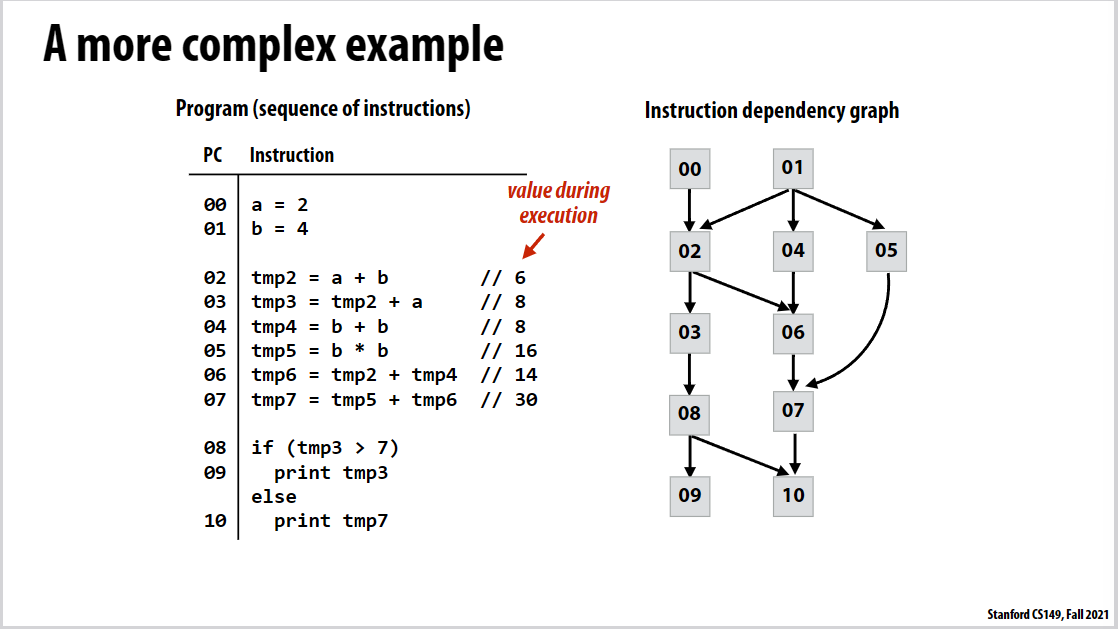 A more complex example
Program (sequence of instructions)
PC Instruction
00 a = 2
01 b = 4
value during
execution
02 tmp2 = a + b // 6
03 tmp3 = tmp2 + a // 8
04 tmp4 = b + b // 8
05 tmp5 = b * b // 16
06 tmp6 = tmp2 + tmp4 // 14
07 tmp7 = tmp5 + tmp6 // 30
08 if (tmp3 > 7)
09 print tmp3
else
10 print tmp7
Instruction dependency graph
00 01
02 04 05
03 06
08 07
09 10
Stanford CS149, Fall 2021